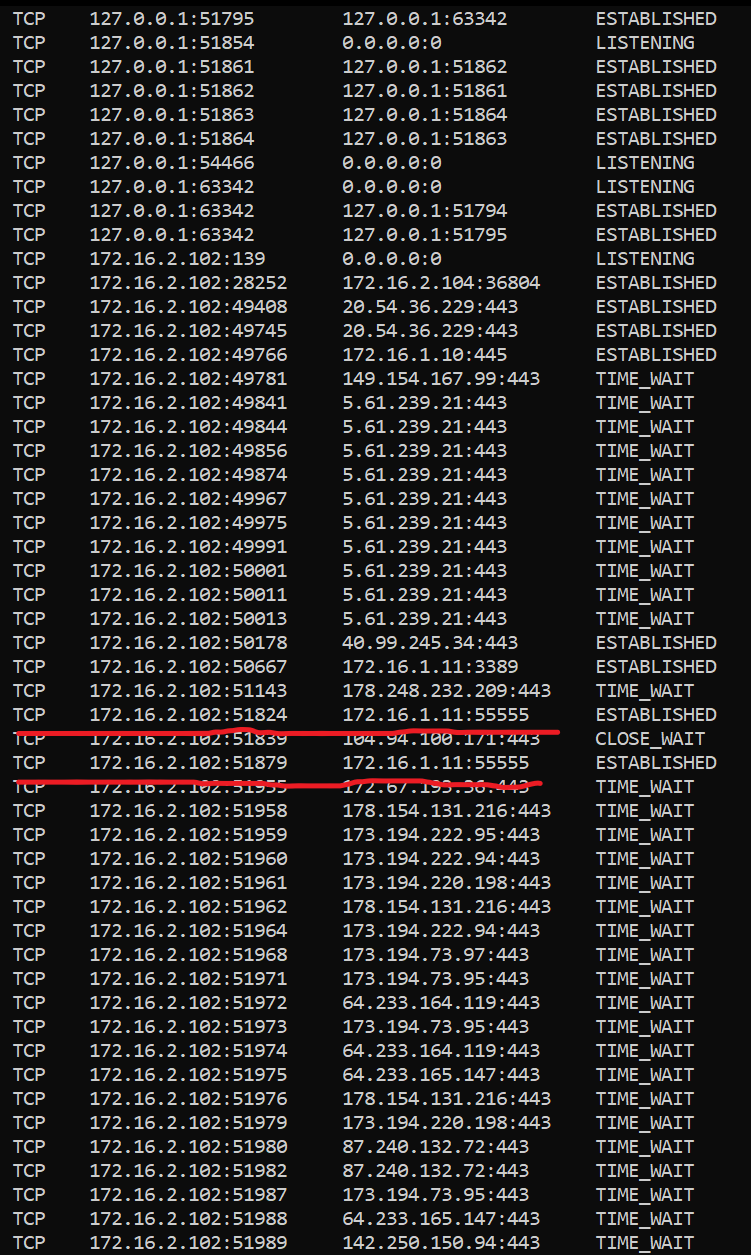 TCP 127.0.0.1:51795 127.0.0.1:63342 ESTABLISHED
TCP 127.0.0.1:51854 0.0.0.0:0 LISTENING
TCP 127.0.0.1:51861 127.0.0.1:51862 ESTABLISHED
TCP 127.0.0.1:51862 127.0.0.1:51861 ESTABLISHED
TCP 127.0.0.1:51863 127.0.0.1:51864 ESTABLISHED
TCP 127.0.0.1:51864 127.0.0.1:51863 ESTABLISHED
TCP 127.0.0.1:54466 0.0.0.0:0 LISTENING
TCP 127.0.0.1:63342 0.0.0.0:0 LISTENING
TCP 127.0.0.1:63342 127.0.0.1:51794 ESTABLISHED
TCP 127.0.0.1:63342 127.0.0.1:51795 ESTABLISHED
TCP 172.16.2.102:139 0.0.0.0:0 LISTENING
TCP 172.16.2.102:28252 172.16.2.104:36804 ESTABLISHED
TCP 172.16.2.102:49408 20.54.36.229:443 ESTABLISHED
TCP 172.16.2.102:49745 20.54.36.229:443 ESTABLISHED
TCP 172.16.2.102:49766 172.16.1.10:445 ESTABLISHED
TCP 172.16.2.102:49781 149.154.167.99:443 TIME_WAIT
TCP 172.16.2.102:49841 5.61.239.21:443 TIME_WAIT
TCP 172.16.2.102:49844 5.61.239.21:443 TIME_WAIT
TCP 172.16.2.102:49856 5.61.239.21:443 TIME_WAIT
TCP 172.16.2.102:49874 5.61.239.21:443 TIME_WAIT
TCP 172.16.2.102:49967 5.61.239.21:443 TIME_WAIT
TCP 172.16.2.102:49975 5.61.239.21:443 TIME_WAIT
TCP 172.16.2.102:49991 5.61.239.21:443 TIME_WAIT
TCP 172.16.2.102:50001 5.61.239.21:443 TIME_WAIT
TCP 172.16.2.102:50011 5.61.239.21:443 TIME_WAIT
TCP 172.16.2.102:50013 5.61.239.21:443 TIME_WAIT
TCP 172.16.2.102:50178 40.99.245.34:443 ESTABLISHED
TCP 172.16.2.102:50667 172.16.1.11:3389 ESTABLISHED
TCP 172.16.2.102:51143 178.248.232.209:443 TIME_WAIT
TCP 172.16.2.102:51824 172.16.1.11:55555 ESTABLISHED
TCP 172.16.2.102:51839 104.94.100.171:443 CLOSE_WAIT
TCP 172.16.2.102:51879 172.16.1.11:55555 ESTABLISHED
TCP 172.16.2.102:51955 172.67.193.36:443 TIME_WAIT
TCP 172.16.2.102:51958 178.154.131.216:443 TIME_WAIT
TCP 172.16.2.102:51959 173.194.222.95:443 TIME_WAIT
TCP 172.16.2.102:51960 173.194.222.94:443 TIME_WAIT
TCP 172.16.2.102:51961 173.194.220.198:443 TIME_WAIT
TCP 172.16.2.102:51962 178.154.131.216:443 TIME_WAIT
TCP 172.16.2.102:51964 173.194.222.94:443 TIME_WAIT
TCP 172.16.2.102:51968 173.194.73.97:443 TIME_WAIT
TCP 172.16.2.102:51971 173.194.73.95:443 TIME_WAIT
TCP 172.16.2.102:51972 64.233.164.119:443 TIME_WAIT
TCP 172.16.2.102:51973 173.194.73.95:443 TIME_WAIT
TCP 172.16.2.102:51974 64.233.164.119:443 TIME_WAIT
TCP 172.16.2.102:51975 64.233.165.147:443 TIME_WAIT
TCP 172.16.2.102:51976 178.154.131.216:443 TIME_WAIT
TCP 172.16.2.102:51979 173.194.220.198:443 TIME_WAIT
TCP 172.16.2.102:51980 87.240.132.72:443 TIME_WAIT
TCP 172.16.2.102:51982 87.240.132.72:443 TIME_WAIT
TCP 172.16.2.102:51987 173.194.73.95:443 TIME_WAIT
TCP 172.16.2.102:51988 64.233.165.147:443 TIME_WAIT
TCP 172.16.2.102:51989 142.250.150.94:443 TIME_WAIT